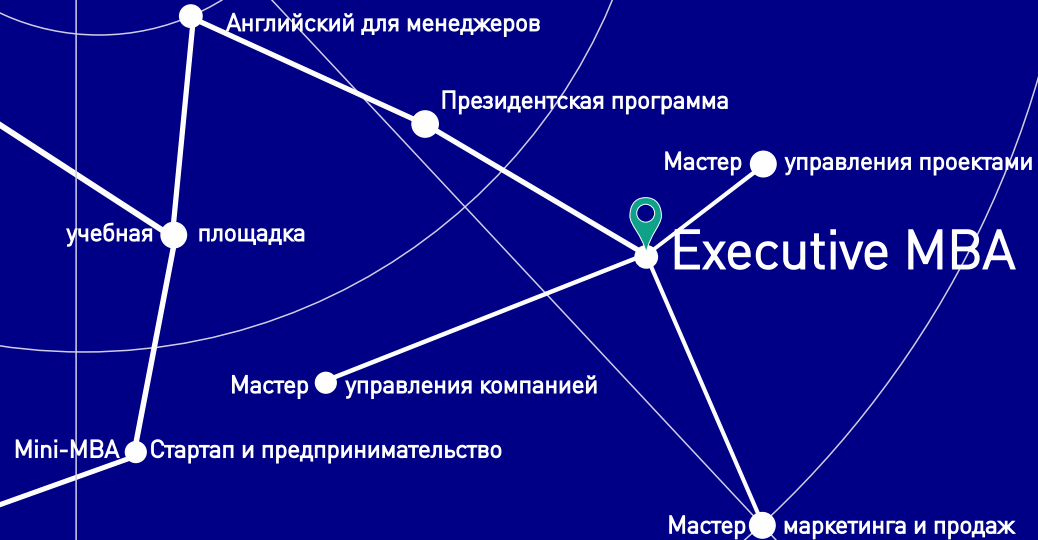 Английский для менеджеров
Президентская программа
Мастер управления проектами
учебная площадка
Executive MBA
Мастер управления компанией
Mini-MBA Стартап и предпринимательство
Мастер маркетинга и продаж